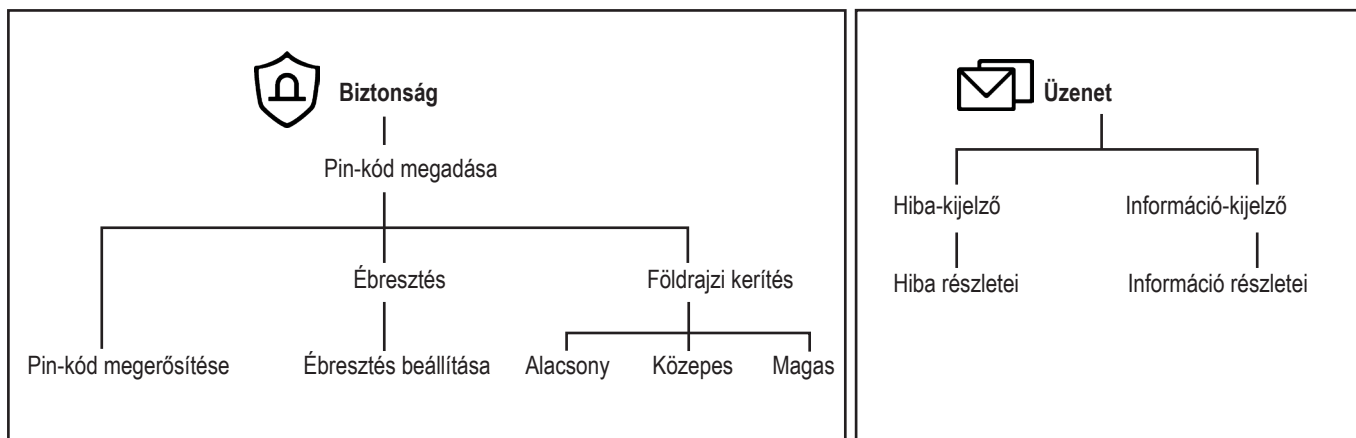 Biztonság
Pin-kód megadása
Ébresztés
Földrajzi kerítés
Pin-kód megerősítése
Ébresztés beállítása
Alacsony
Közepes
Magas
Üzenet
Hiba-kijelző
Információ-kijelző
Hiba részletei
Információ részletei